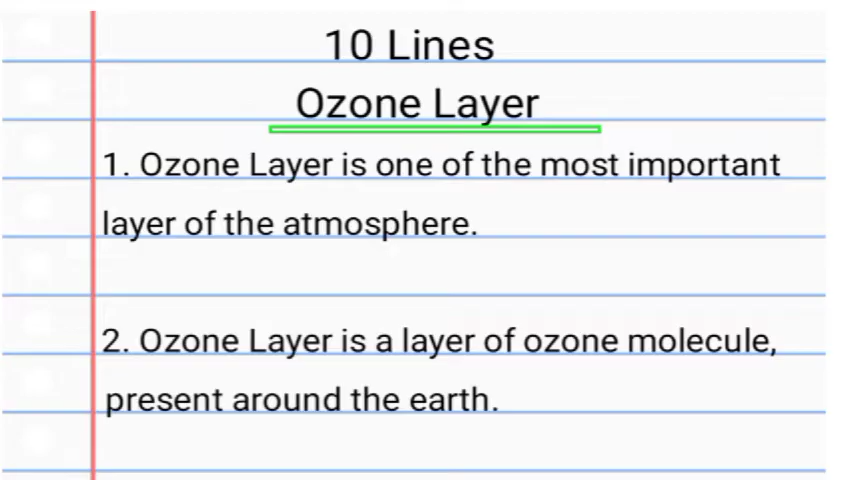 10 Lines
Ozone Layer
1. Ozone Layer is one of the most important
layer of the atmosphere.
2. Ozone Layer is a layer of ozone molecule,
present around the earth.